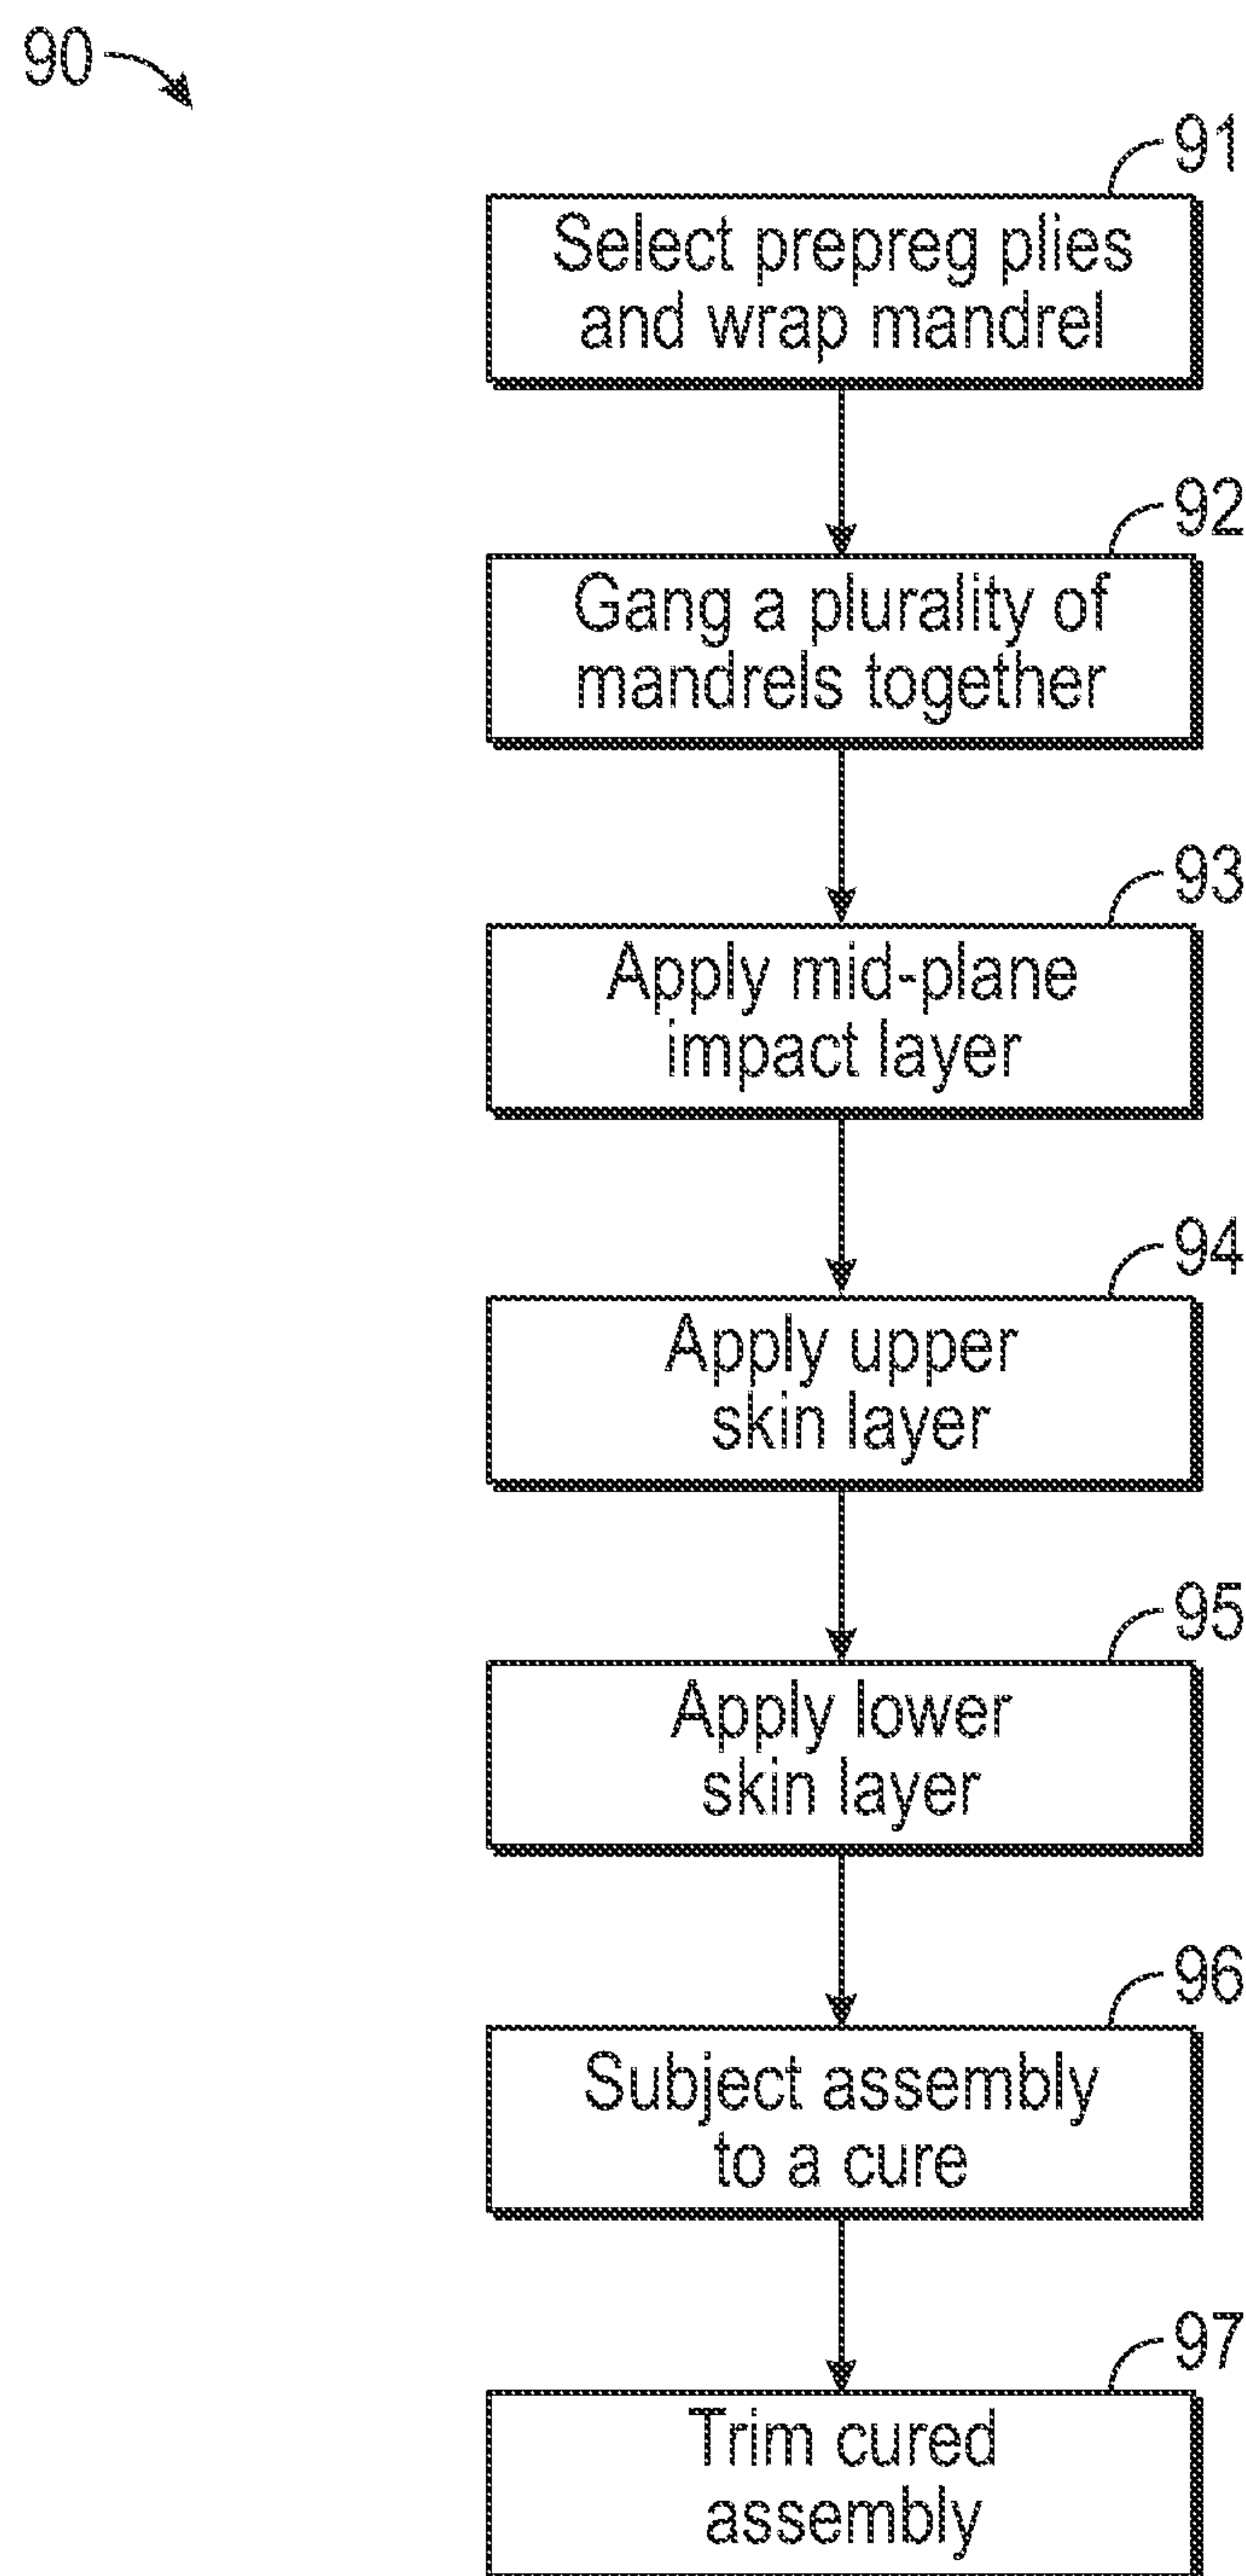 90
91
Select prepreg plies
and wrap mandrel
92
Gang a plurality of
mandrels together
93
Apply mid-plane
impact layer
94
Apply upper
skin layer
95
Apply lower
skin layer
96
Subject assembly
to a cure
97
Trim cured
assembly